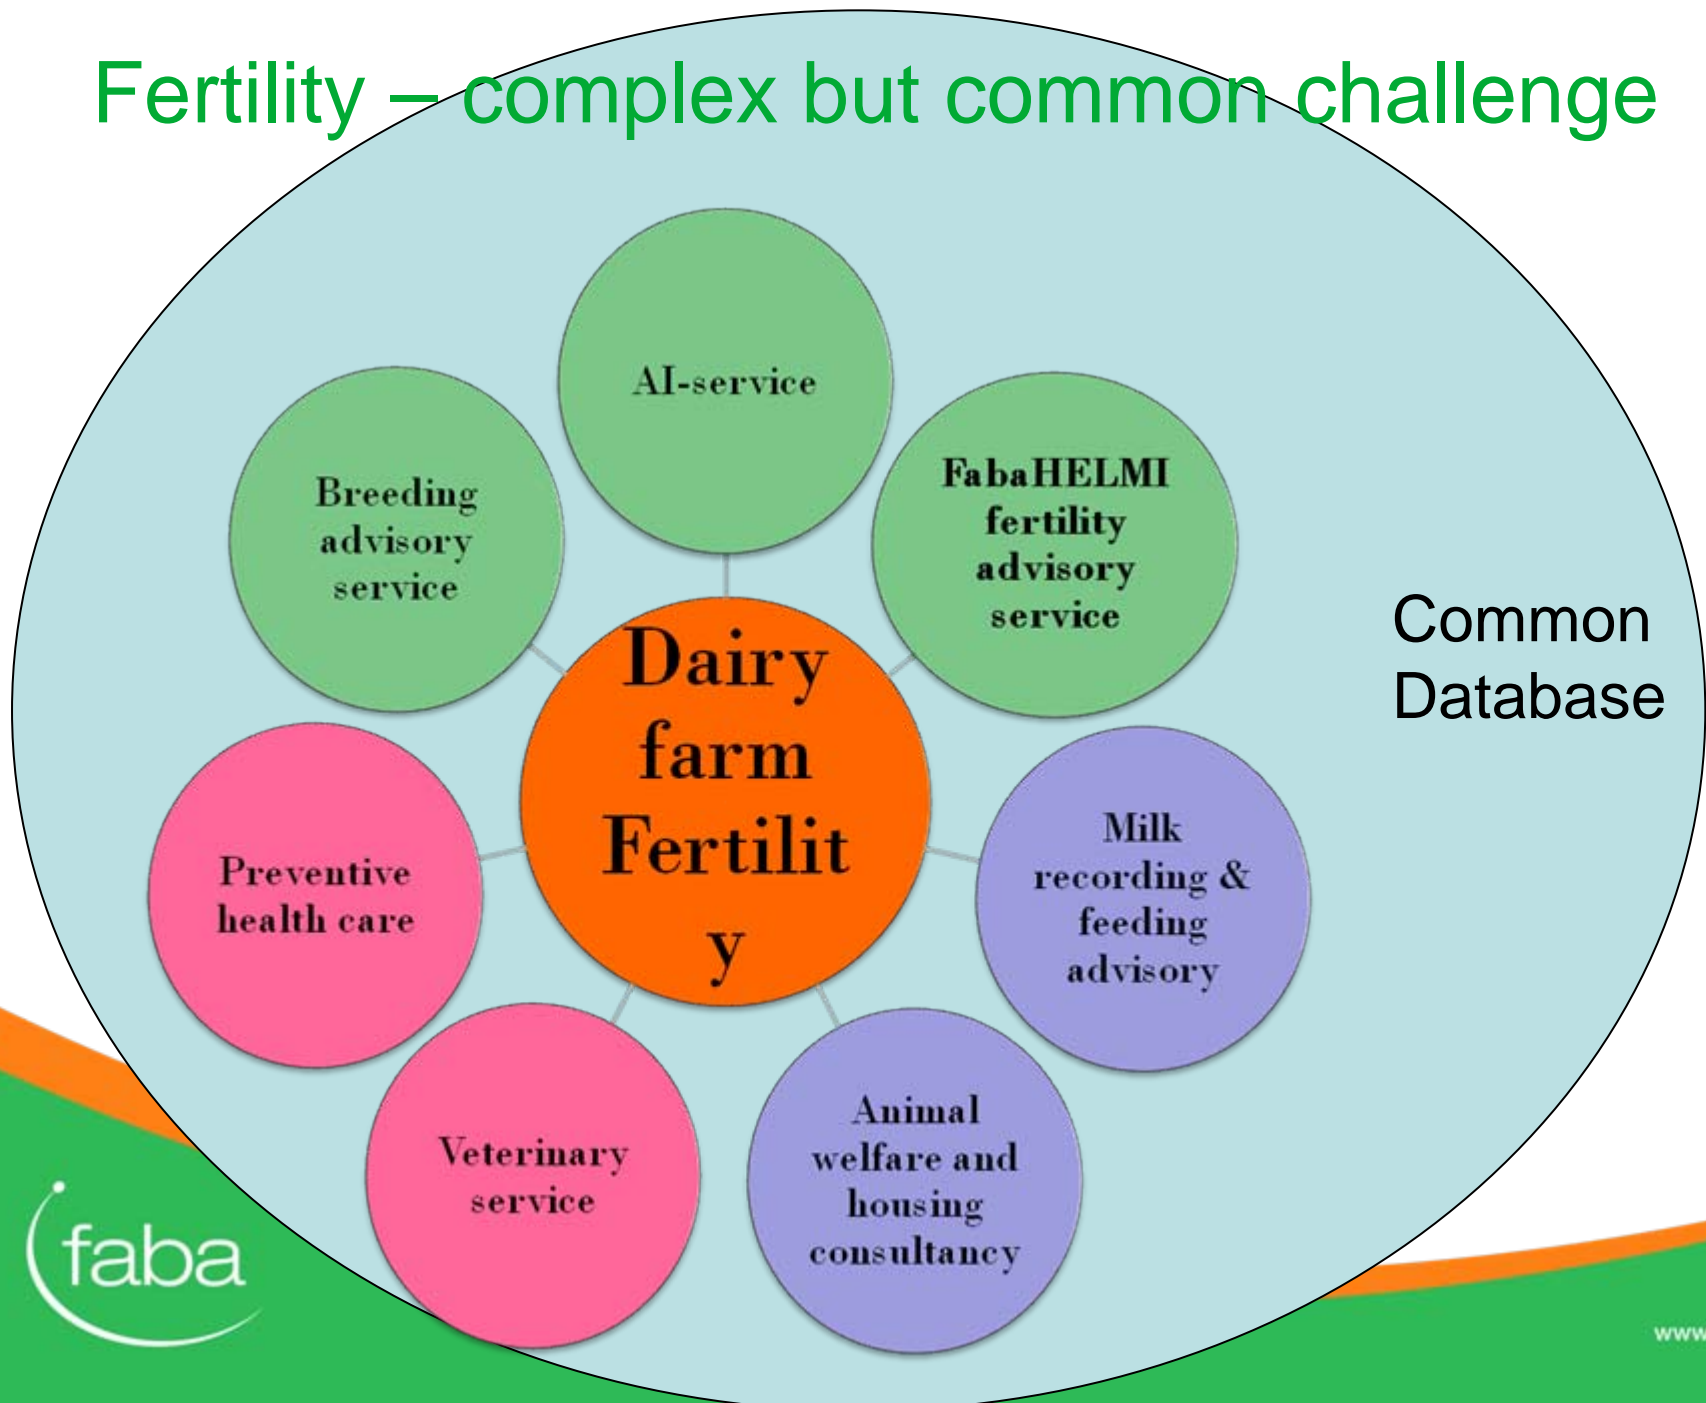 Fertility – complex but common challenge
AI-service
Breeding
advisory
service
FabaHELMI
fertility
advisory
service
Common
Database
Dairy
farm
Fertilit
y
Preventive
health care
Milk
recording &
feeding
advisory
Veterinary
service
Animal
welfare and
housing
consultancy
faba
www